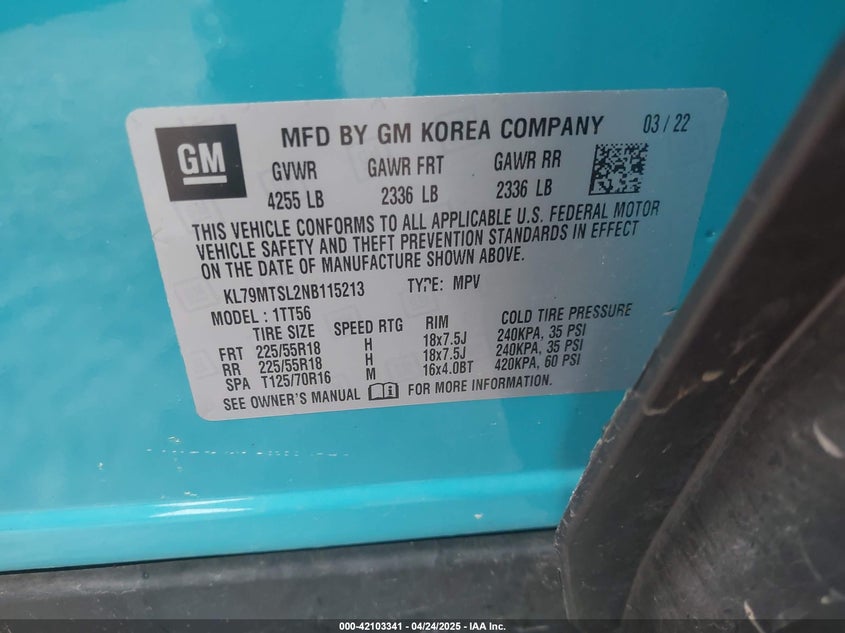 GM
MFD BY GM KOREA COMPANY 03 / 22
GVWR GAWR FRT GAWR RR
4255 LB 2336 LB 2336 LB
THIS VEHICLE CONFORMS TO ALL APPLICABLE U.S. FEDERAL MOTOR
VEHICLE SAFETY AND THEFT PREVENTION STANDARDS IN EFFECT
ON THE DATE OF MANUFACTURE SHOWN ABOVE.
KL79MTSL2NB115213 TYPE: MPV
MODEL : 1TT56
TIRE SIZE SPEED RTG RIM COLD TIRE PRESSURE
FRT 225/55R18 H 18x7.5J 240KPA, 35 PSI
RR 225/55R18 H 18x7.5J 240KPA, 35 PSI
SPA T125/70R16 M 16x4.0BT 420KPA, 60 PSI
SEE OWNER'S MANUAL FOR MORE INFORMATION.
000-42103341 - 04/24/2025 - IAA Inc.